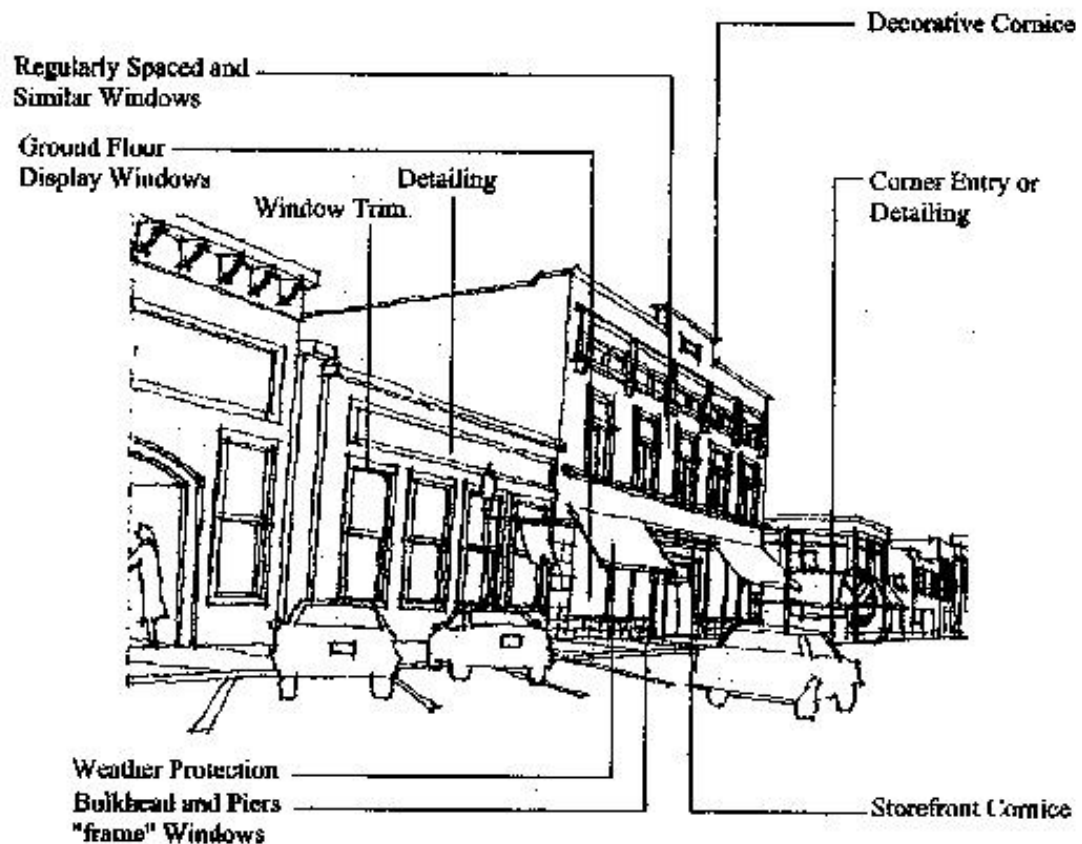 Decorative Cornice
Regularly Spaced and
Similar Windows
Ground Floor
Display Windows
Detailing
Window Trim.
Corner Entry or
Detailing
Weather Protection
Bulkhead and Piers
"frame" Windows
Storefront Cornice